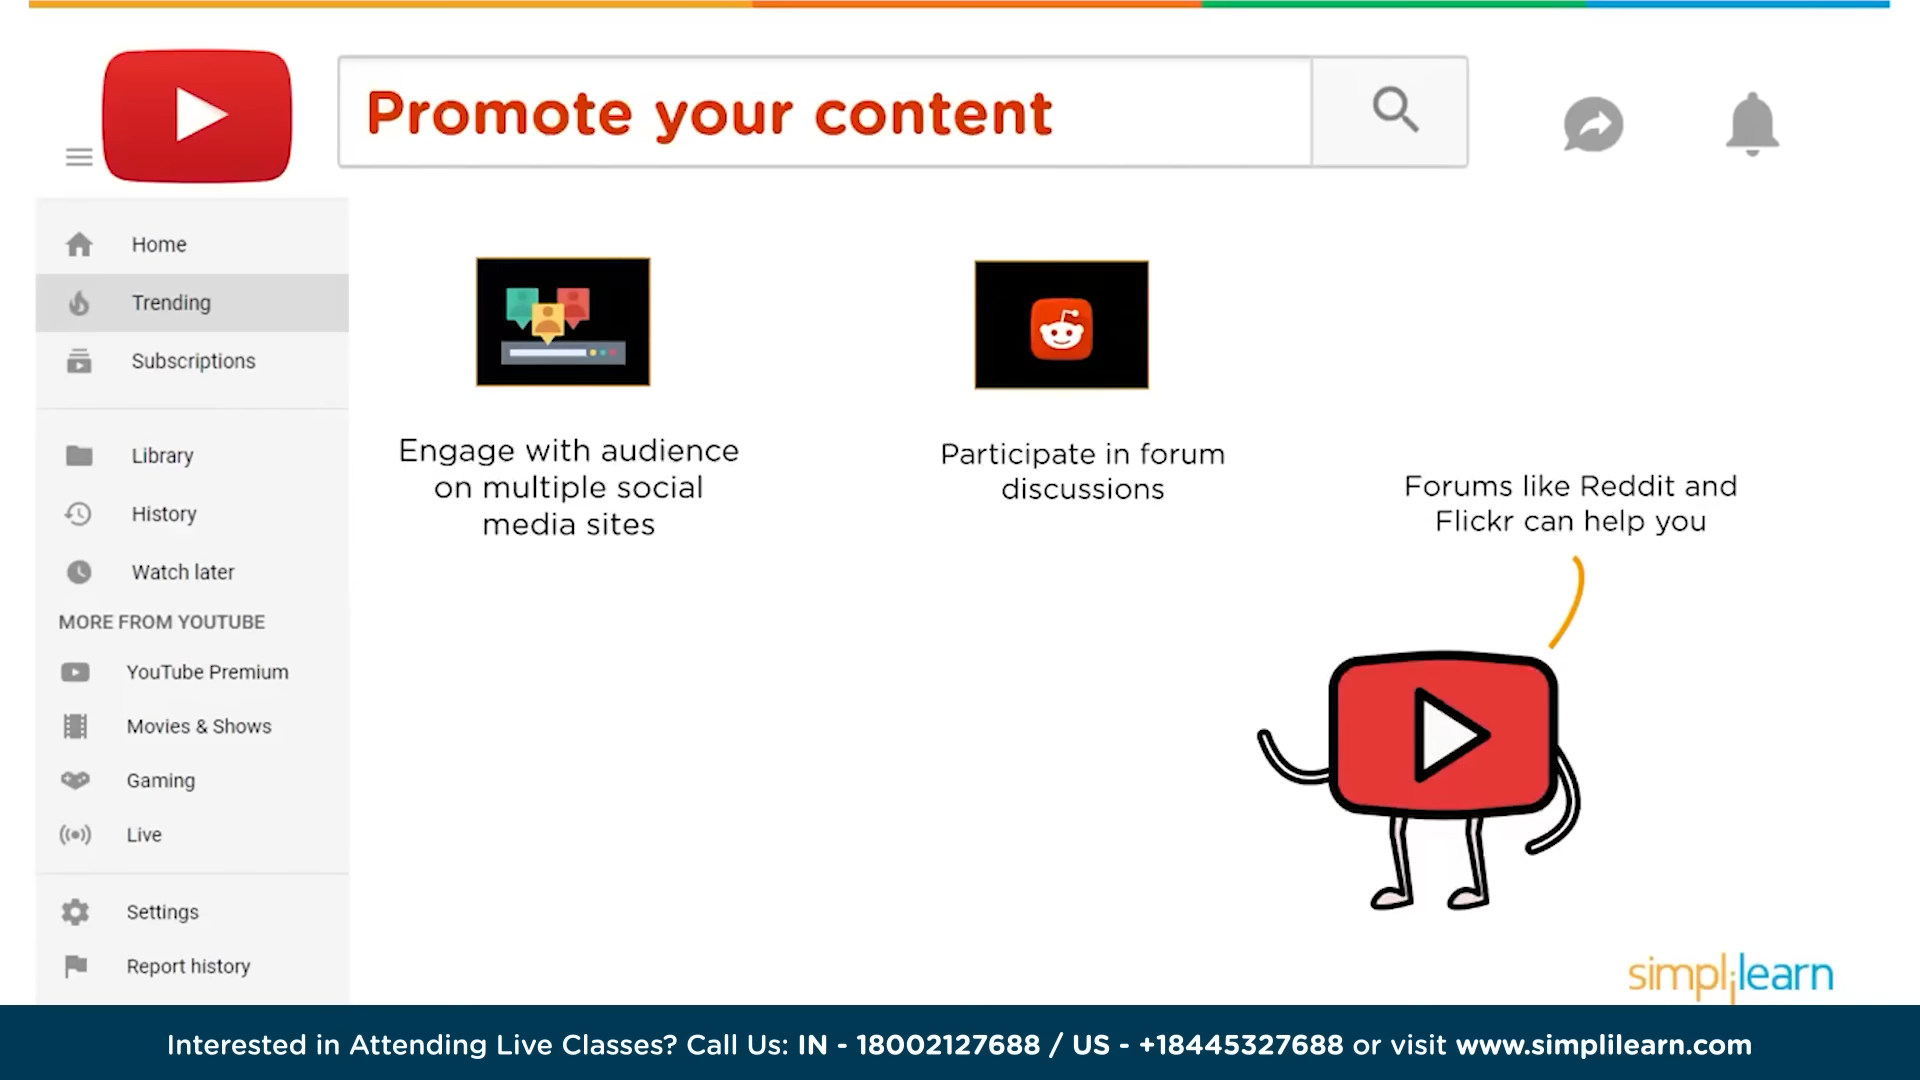 Promote your content
Home
Trending
Subscriptions
Library
History
Watch later
MORE FROM YOUTUBE
YouTube Premium
Movies & Shows
Gaming
Live
Settings
Report history
Engage with audience
on multiple social
media sites
Participate in forum
discussions
Forums like Reddit and
Flickr can help you
simplilearn
Interested in Attending Live Classes? Call Us: IN - 18002127688 / US - +18445327688 or visit www.simplilearn.com